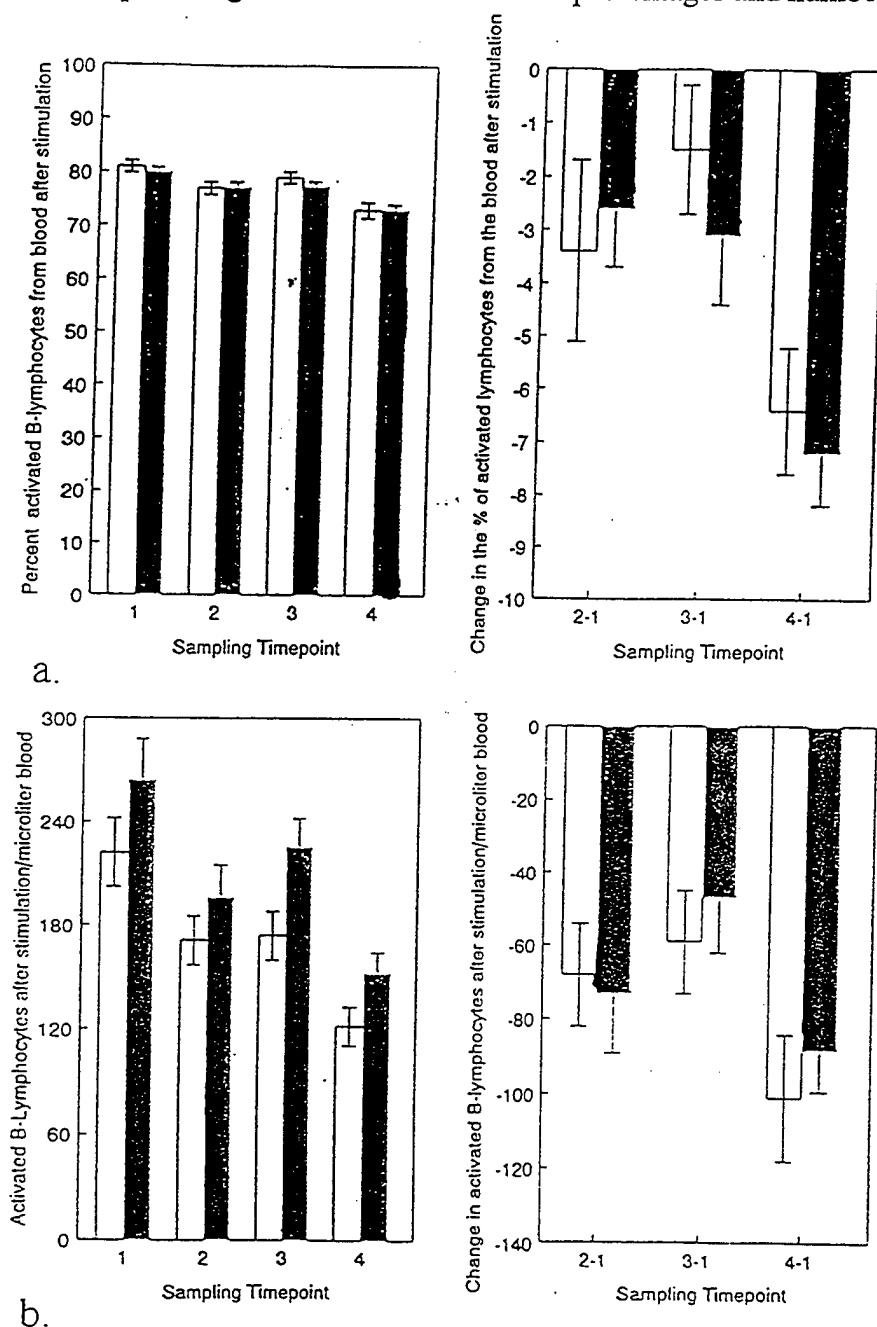 100
90
80
70
60
50
40
30
20
10
0
Percent activated B-lymphocytes from blood after stimulation
1 2 3 4
Sampling Timepoint
0
-1
-2
-3
-4
-5
-6
-7
-8
-9
-10
Change in the % of activated lymphocytes from the blood after stimulation
2-1 3-1 4-1
Sampling Timepoint
a.
300
240
180
120
60
0
Activated B-Lymphocytes after stimulation/microliter blood
1 2 3 4
Sampling Timepoint
0
-20
-40
-60
-80
-100
-120
-140
Change in activated B-lymphocytes after stimulation/microliter blood
2-1 3-1 4-1
Sampling Timepoint
b.